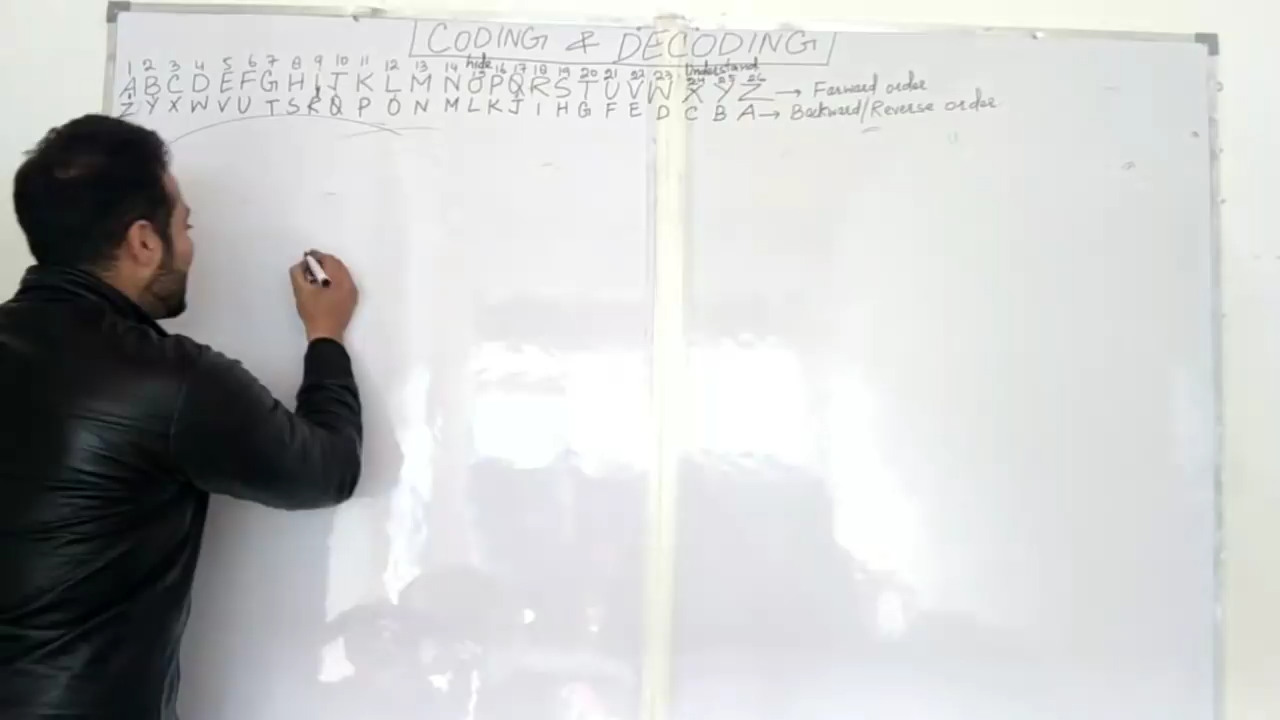 CODING & DECODING
hide Understand
1 2 3 4 5 6 7 8 9 10 11 12 13 14 15 16 17 18 19 20 21 22 23 24 25 26
A B C D E F G H I J K L M N O P Q R S T U V W X Y Z → Forward order
Z Y X W V U T S R Q P O N M L K J I H G F E D C B A → Backward/Reverse order